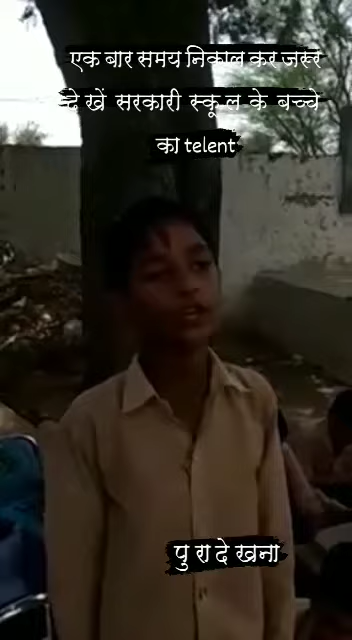 एक बार समय निकाल कर जरूर
देखें सरकारी स्कूल के बच्चे
का telent
पुरा देखना